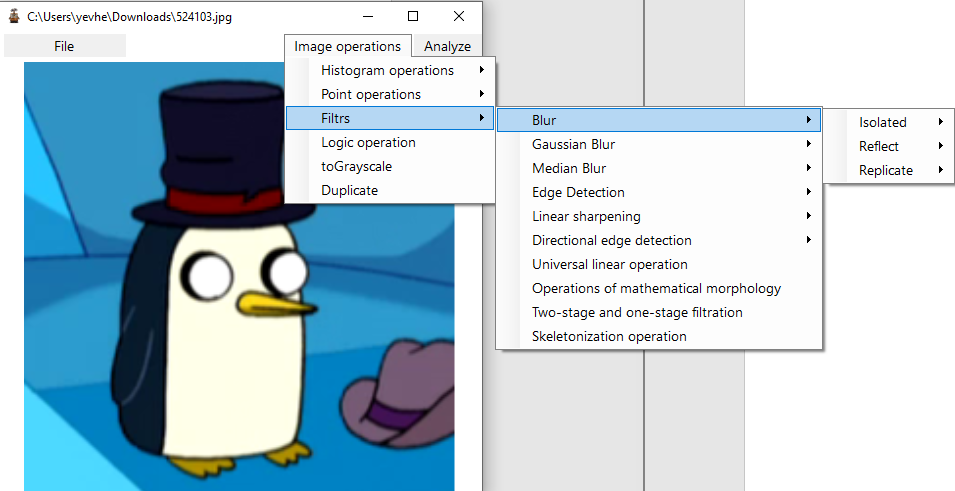 C:\Users\yevhe\Downloads\524103.jpg
File
Image operations
Analyze
Histogram operations
Point operations
Filtrs
Logic operation
toGrayscale
Duplicate
Blur
Gaussian Blur
Median Blur
Edge Detection
Linear sharpening
Directional edge detection
Universal linear operation
Operations of mathematical morphology
Two-stage and one-stage filtration
Skeletonization operation
Isolated
Reflect
Replicate